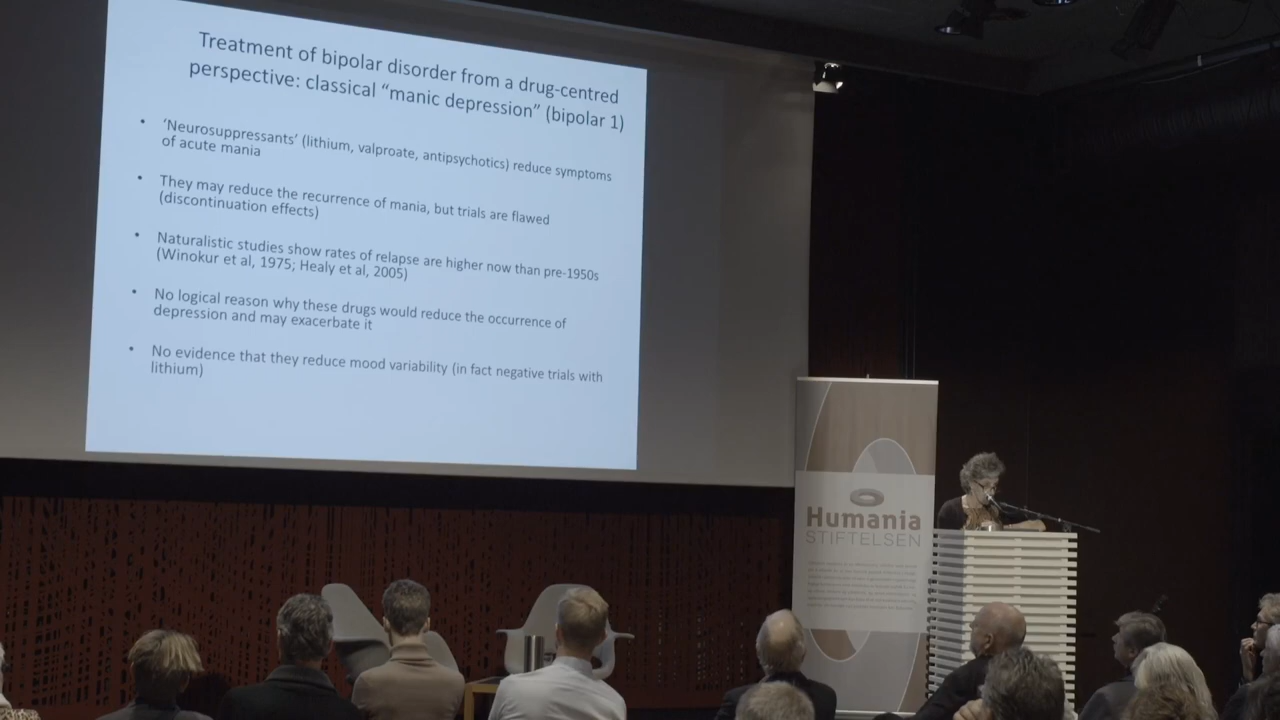 Treatment of bipolar disorder from a drug-centred
perspective: classical “manic depression” (bipolar 1)
• ‘Neurosuppressants’ (lithium, valproate, antipsychotics) reduce symptoms
of acute mania
• They may reduce the recurrence of mania, but trials are flawed
(discontinuation effects)
• Naturalistic studies show rates of relapse are higher now than pre-1950s
(Winokur et al, 1975; Healy et al, 2005)
• No logical reason why these drugs would reduce the occurrence of
depression and may exacerbate it
• No evidence that they reduce mood variability (in fact negative trials with
lithium)
Humania
STIFTELSEN